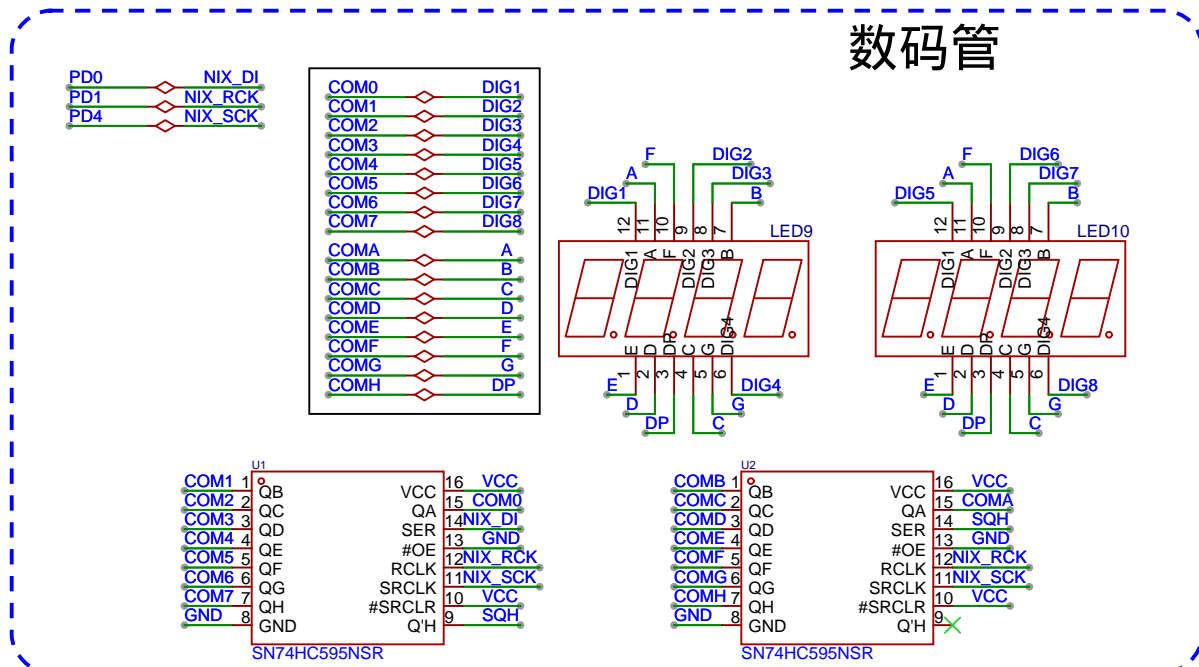 数码管
PD0 NIX_DI
PD1 NIX_RCK
PD4 NIX_SCK
COM0 DIG1
COM1 DIG2
COM2 DIG3
COM3 DIG4
COM4 DIG5
COM5 DIG6
COM6 DIG7
COM7 DIG8
COMA A
COMB B
COMC C
COMD D
COME E
COMF F
COMG G
COMH DP
F DIG2
A DIG3
DIG1 B
12 11 10 9 8 7
LED9
DIG1 A F DIG2 DIG3 B
E D DP C G DIG4
1 2 3 4 5 6
E DIG4
D G
DP C
F DIG6
A DIG7
DIG5 B
12 11 10 9 8 7
LED10
DIG1 A F DIG2 DIG3 B
E D DP C G DIG4
1 2 3 4 5 6
E DIG8
D G
DP C
U1
COM1 1 QB VCC 16 VCC
COM2 2 QC QA 15 COM0
COM3 3 QD SER 14 NIX_DI
COM4 4 QE #OE 13 GND
COM5 5 QF RCLK 12 NIX_RCK
COM6 6 QG SRCLK 11 NIX_SCK
COM7 7 QH #SRCLR 10 VCC
GND 8 GND Q'H 9 SQH
SN74HC595NSR
U2
COMB 1 QB VCC 16 VCC
COMC 2 QC QA 15 COMA
COMD 3 QD SER 14 SQH
COME 4 QE #OE 13 GND
COMF 5 QF RCLK 12 NIX_RCK
COMG 6 QG SRCLK 11 NIX_SCK
COMH 7 QH #SRCLR 10 VCC
GND 8 GND Q'H 9
SN74HC595NSR